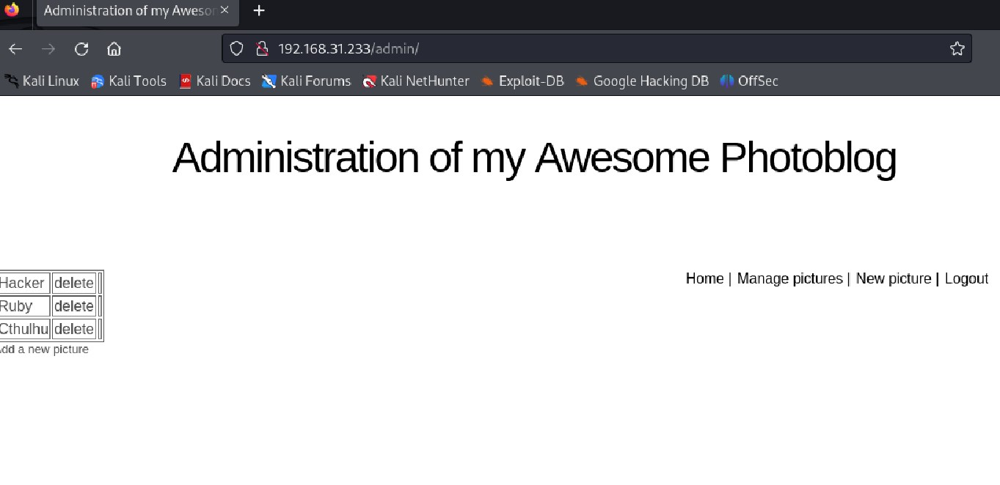 Administration of my Aweson
192.168.31.233/admin/
Kali Linux Kali Tools Kali Docs Kali Forums Kali NetHunter Exploit-DB Google Hacking DB OffSec
Administration of my Awesome Photoblog
Home | Manage pictures | New picture | Logout
Hacker delete
Ruby delete
Cthulhu delete
dd a new picture